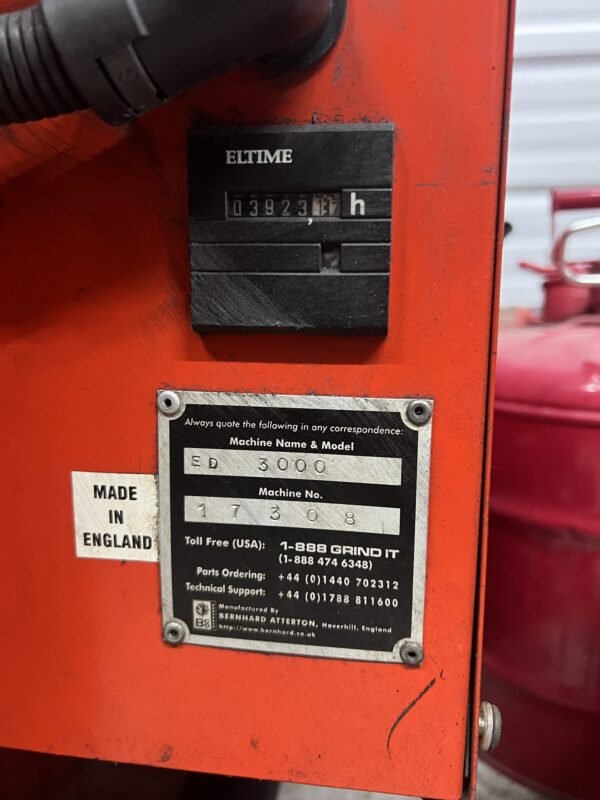 ELTIME
03923,17 h
Always quote the following in any correspondence:
Machine Name & Model
ED 3000
Machine No.
17308
MADE
IN
ENGLAND
Toll Free (USA): 1-888 GRIND IT
(1-888 474 6348)
Parts Ordering: +44 (0)1440 702312
Technical Support: +44 (0)1788 811600
Manufactured By
BERNHARD ATTERTON, Haverhill, England
http://www.bernhard.co.uk